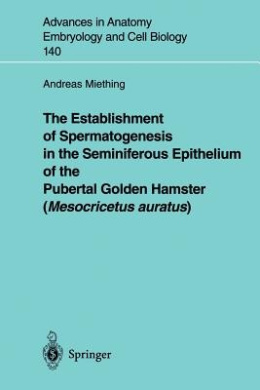 Advances in Anatomy
Embryology and Cell Biology
140
Andreas Miething
The Establishment
of Spermatogenesis
in the Seminiferous Epithelium
of the
Pubertal Golden Hamster
(Mesocricetus auratus)
Springer